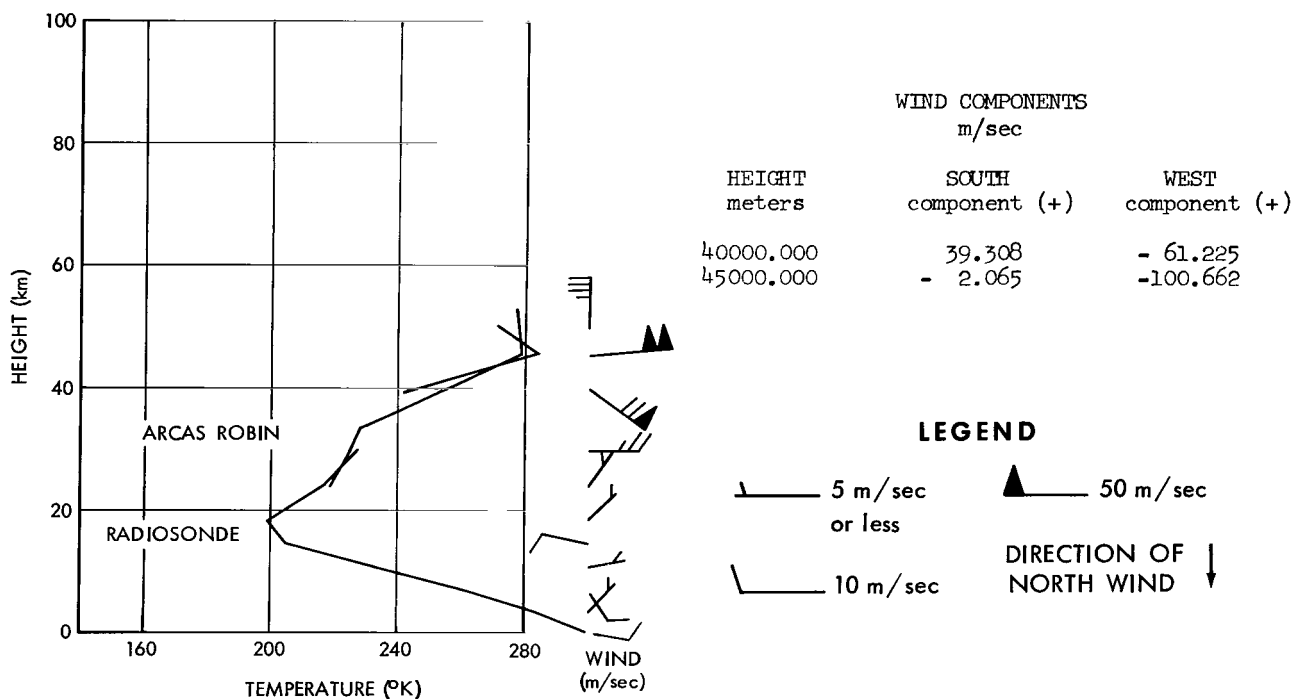 100
80
60
40
20
0
HEIGHT (km)
160 200 240 280
TEMPERATURE (°K)
ARCAS ROBIN
RADIOSONDE
WIND
(m/sec)
WIND COMPONENTS
m/sec
HEIGHT SOUTH WEST
meters component (+) component (+)
40000.000 39.308 - 61.225
45000.000 - 2.065 -100.662
LEGEND
5 m/sec
or less
50 m/sec
10 m/sec
DIRECTION OF
NORTH WIND